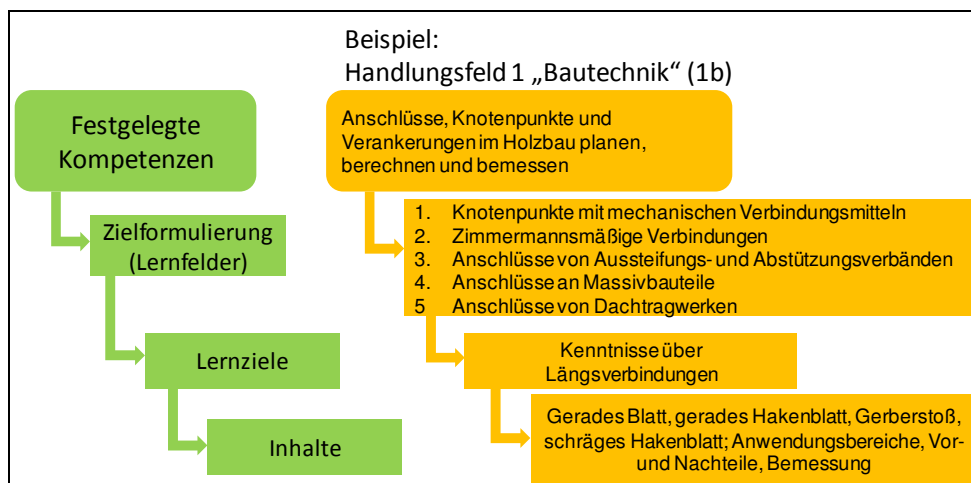 Beispiel:
Handlungsfeld 1 „Bautechnik“ (1b)
Festgelegte
Kompetenzen
Anschlüsse, Knotenpunkte und
Verankerungen im Holzbau planen,
berechnen und bemessen
Zielformulierung
(Lernfelder)
1. Knotenpunkte mit mechanischen Verbindungsmitteln
2. Zimmermannsmäßige Verbindungen
3. Anschlüsse von Aussteifungs- und Abstützungsverbänden
4. Anschlüsse an Massivbauteile
5 Anschlüsse von Dachtragwerken
Lernziele
Kenntnisse über
Längsverbindungen
Inhalte
Gerades Blatt, gerades Hakenblatt, Gerberstoß,
schräges Hakenblatt; Anwendungsbereiche, Vor-
und Nachteile, Bemessung